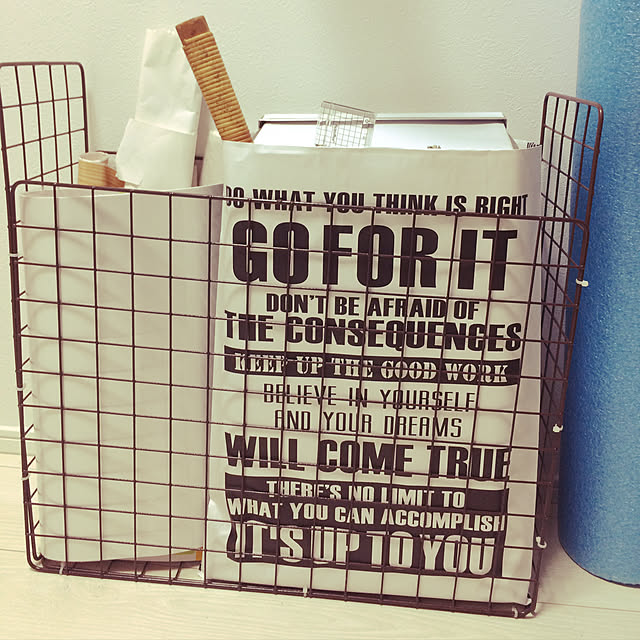 DO WHAT YOU THINK IS RIGHT
GO FOR IT
DON'T BE AFRAID OF
THE CONSEQUENCES
KEEP UP THE GOOD WORK
BELIEVE IN YOURSELF
AND YOUR DREAMS
WILL COME TRUE
THERE'S NO LIMIT TO
WHAT YOU CAN ACCOMPLISH
IT'S UP TO YOU